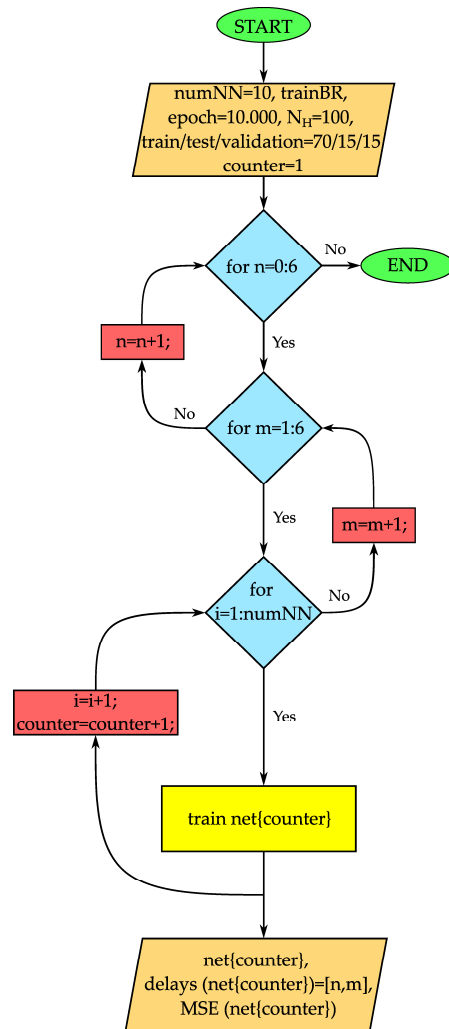 START
numNN=10, trainBR,
epoch=10.000, N_H=100,
train/test/validation=70/15/15
counter=1
for n=0:6
No
END
n=n+1;
Yes
for m=1:6
No
Yes
m=m+1;
for
i=1:numNN
No
i=i+1;
counter=counter+1;
Yes
train net{counter}
net{counter},
delays (net{counter})=[n,m],
MSE (net{counter})